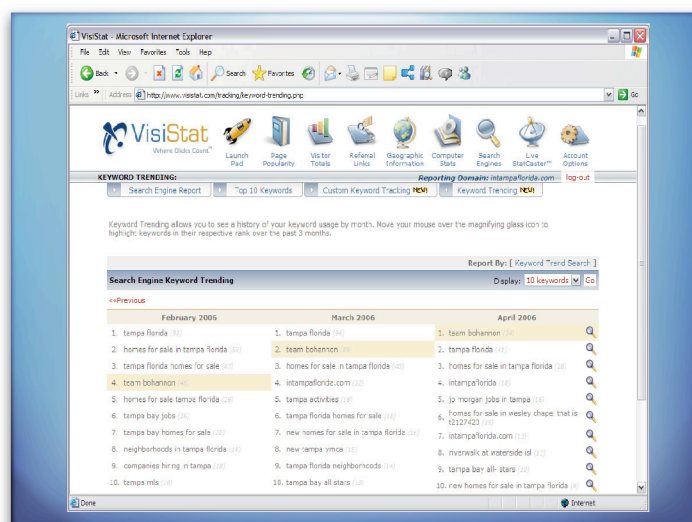 VisiStat - Microsoft Internet Explorer
File Edit View Favorites Tools Help
Back Search Favorites
Links » Address http://www.visistat.com/tracking/keyword-trending.php Go
VisiStat
Where Clicks Count™
Launch Pad Page Popularity Visitor Totals Referral Links Geographic Information Computer Stats Search Engines Live StatCaster™ Account Options
KEYWORD TRENDING: Reporting Domain: intampaflorida.com log-out
Search Engine Report Top 10 Keywords Custom Keyword Tracking NEW! Keyword Trending NEW!
Keyword Trending allows you to see a history of your keyword usage by month. Move your mouse over the magnifying glass icon to
highlight keywords in their respective rank over the past 3 months.
Report By: [ Keyword Trend Search ]
Search Engine Keyword Trending Display: 10 keywords Go
««Previous
February 2006 March 2006 April 2006
1. tampa florida 1. tampa florida 1. team bohannon
2. homes for sale in tampa florida 2. team bohannon 2. tampa florida
3. tampa florida homes for sale 3. homes for sale in tampa florida 3. homes for sale in tampa florida
4. team bohannon 4. intampaflorida.com 4. intampaflorida
5. homes for sale tampa florida 5. tampa activities 5. jp morgan jobs in tampa
6. tampa bay jobs 6. tampa florida homes for sale 6. homes for sale in wesley chapel that is t2127420
7. tampa bay homes for sale 7. new homes for sale in tampa florida 7. intampaflorida.com
8. neighborhoods in tampa florida 8. new tampa ymca 8. riverwalk at waterside isl
9. companies hiring in tampa 9. tampa florida neighborhoods 9. tampa bay all- stars
10. tampa mls 10. tampa bay all stars 10. new homes for sale in tampa florida
Done Internet